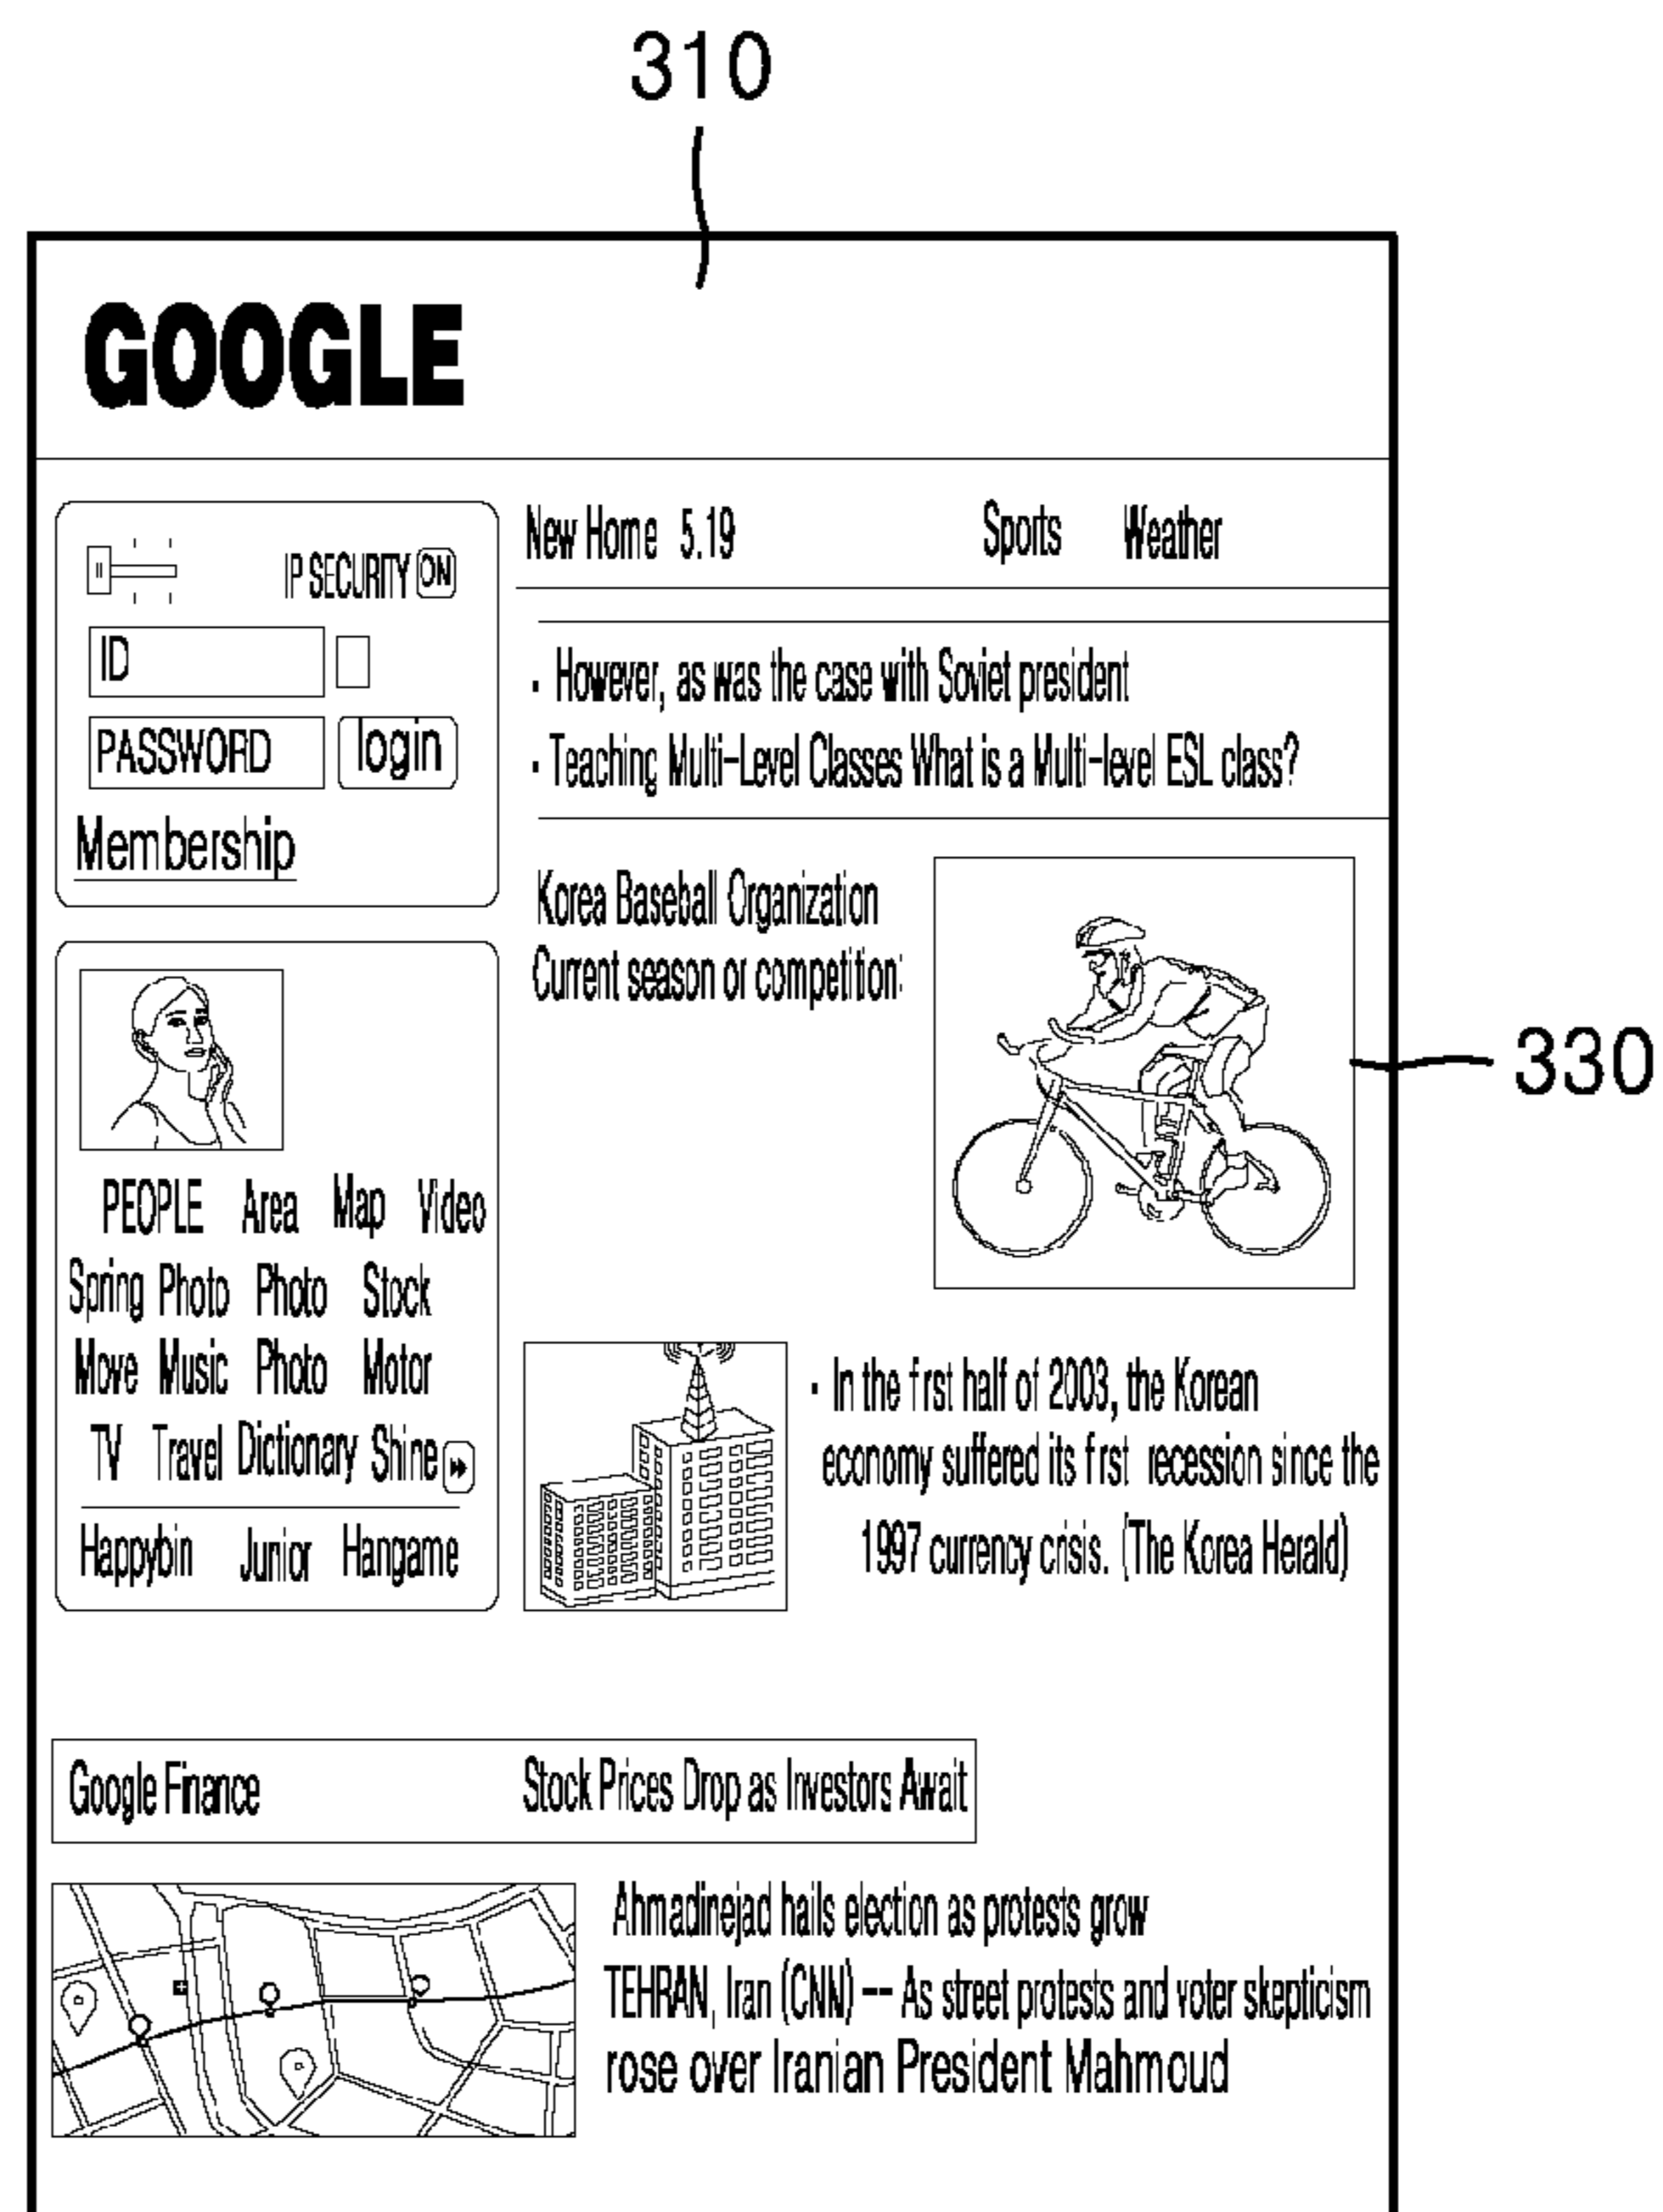 310
GOOGLE
IP SECURITY ON
ID
PASSWORD login
Membership
New Home 5.19 Sports Weather
· However, as was the case with Soviet president
· Teaching Multi-Level Classes What is a Multi-level ESL class?
Korea Baseball Organization
Current season or competition:
330
PEOPLE Area Map Video
Spring Photo Photo Stock
Move Music Photo Motor
TV Travel Dictionary Shine
Happybin Junior Hangame
· In the first half of 2003, the Korean
economy suffered its first recession since the
1997 currency crisis. (The Korea Herald)
Google Finance Stock Prices Drop as Investors Await
Ahmadinejad hails election as protests grow
TEHRAN, Iran (CNN) -- As street protests and voter skepticism
rose over Iranian President Mahmoud